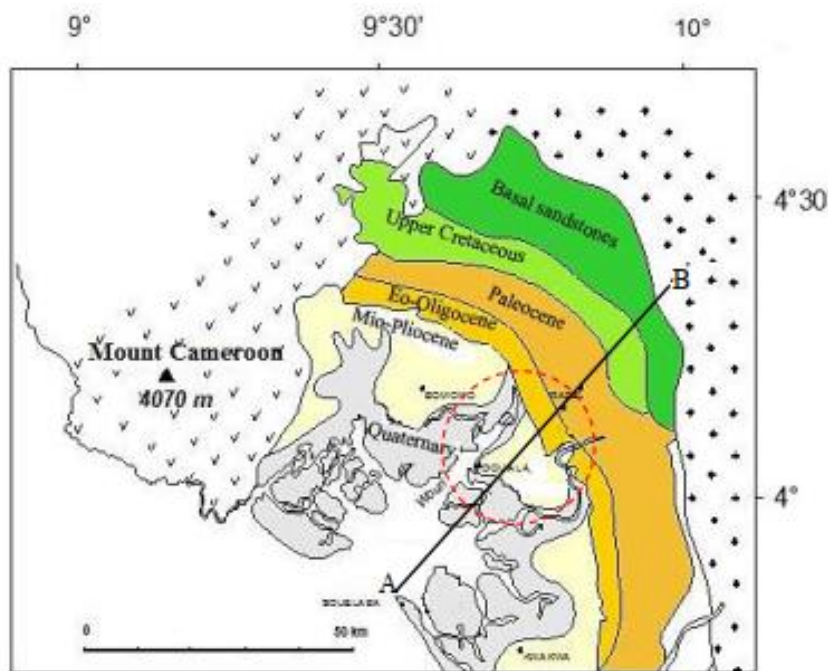 9°
9°30'
10°
4°30
Basal sandstones
Upper Cretaceous
B
Paleocene
Eo-Oligocene
Mio-Pliocene
Mount Cameroon
4070 m
Quaternary
4°
A
0
50 km